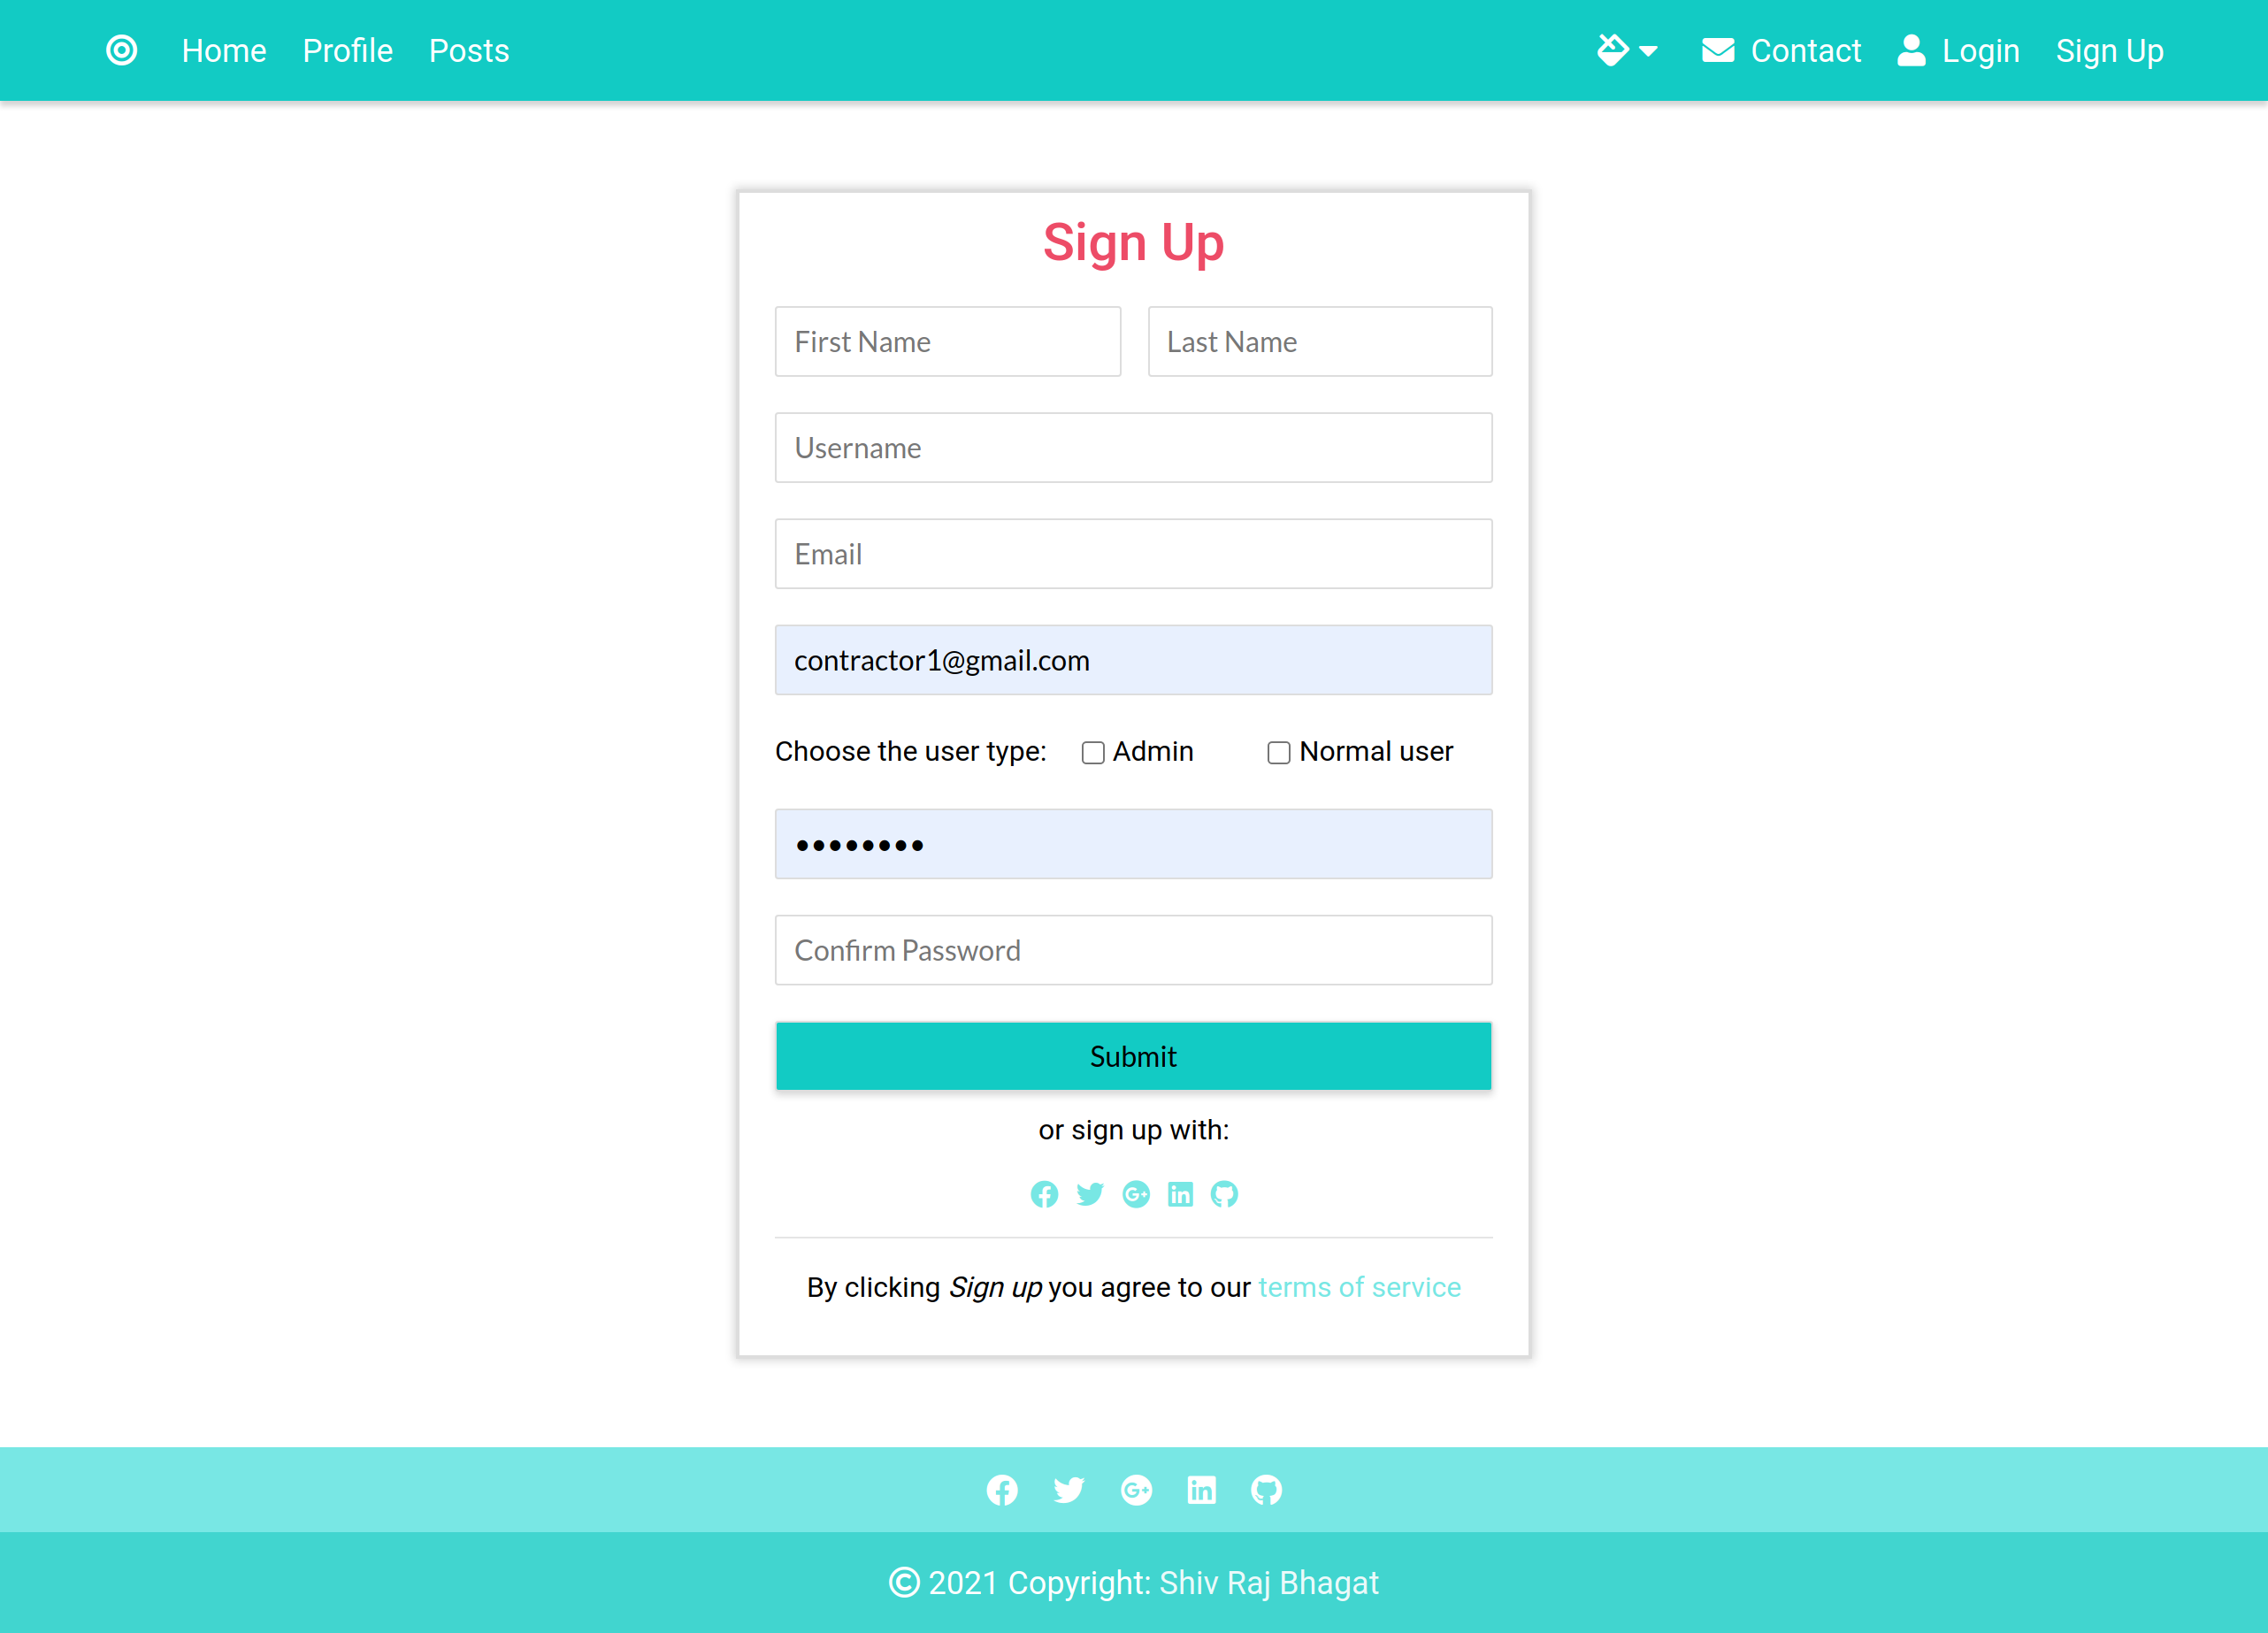 Home Profile Posts Contact Login Sign Up
Sign Up
First Name Last Name
Username
Email
contractor1@gmail.com
Choose the user type: Admin Normal user
••••••••
Confirm Password
Submit
or sign up with:
By clicking Sign up you agree to our terms of service
© 2021 Copyright: Shiv Raj Bhagat